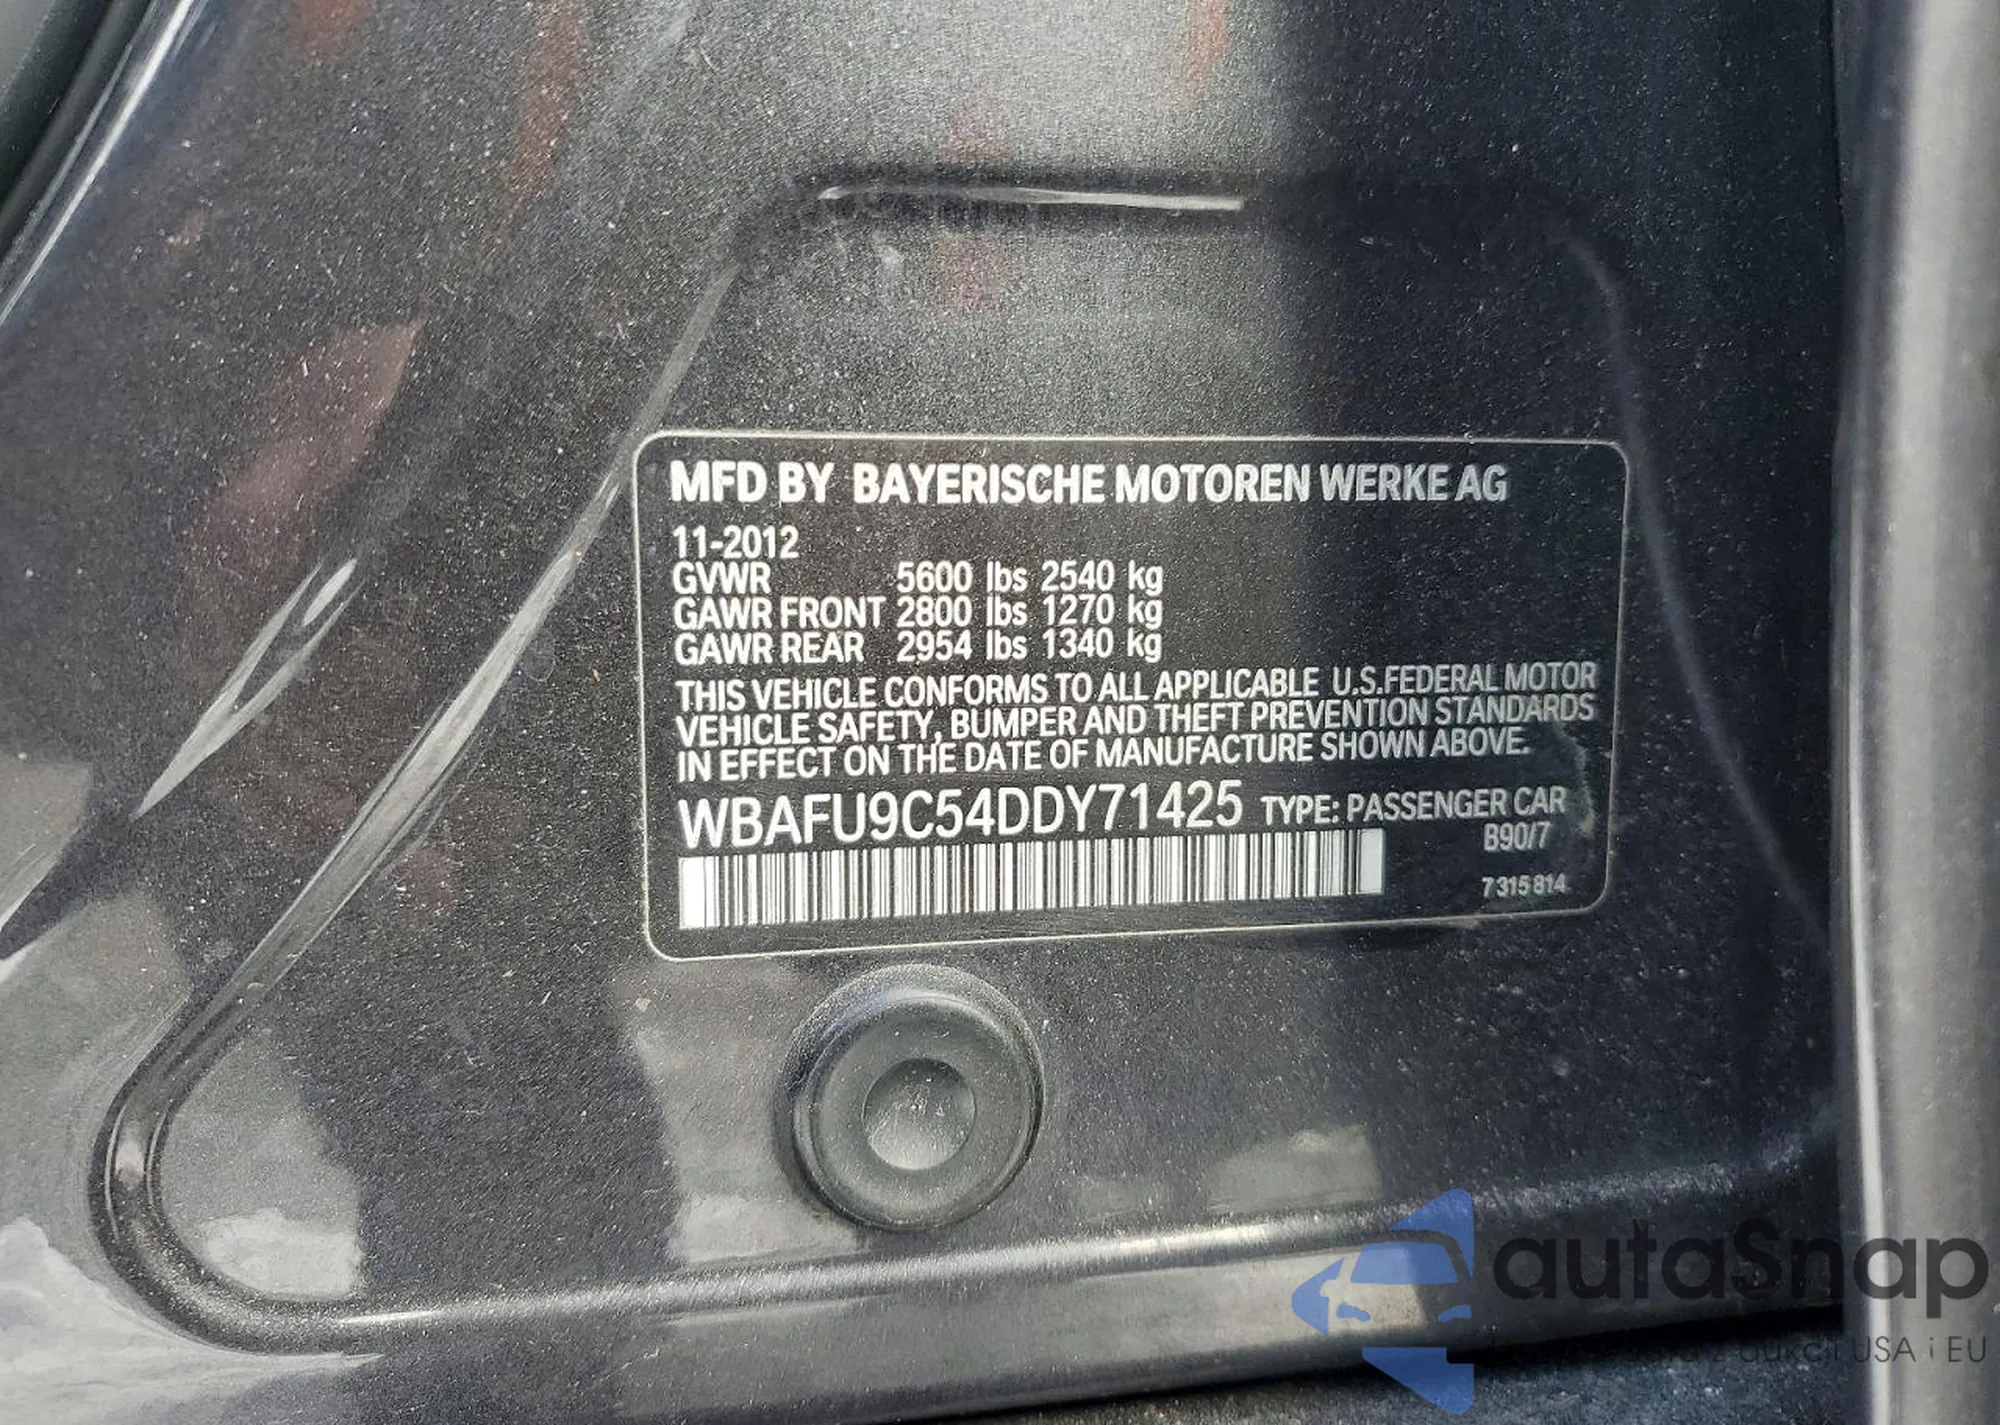 MFD BY BAYERISCHE MOTOREN WERKE AG
11-2012
GVWR 5600 lbs 2540 kg
GAWR FRONT 2800 lbs 1270 kg
GAWR REAR 2954 lbs 1340 kg
THIS VEHICLE CONFORMS TO ALL APPLICABLE U.S.FEDERAL MOTOR
VEHICLE SAFETY, BUMPER AND THEFT PREVENTION STANDARDS
IN EFFECT ON THE DATE OF MANUFACTURE SHOWN ABOVE.
WBAFU9C54DDY71425 TYPE: PASSENGER CAR
B90/7
7 315 814
autaSnap
z aukcji USA i EU